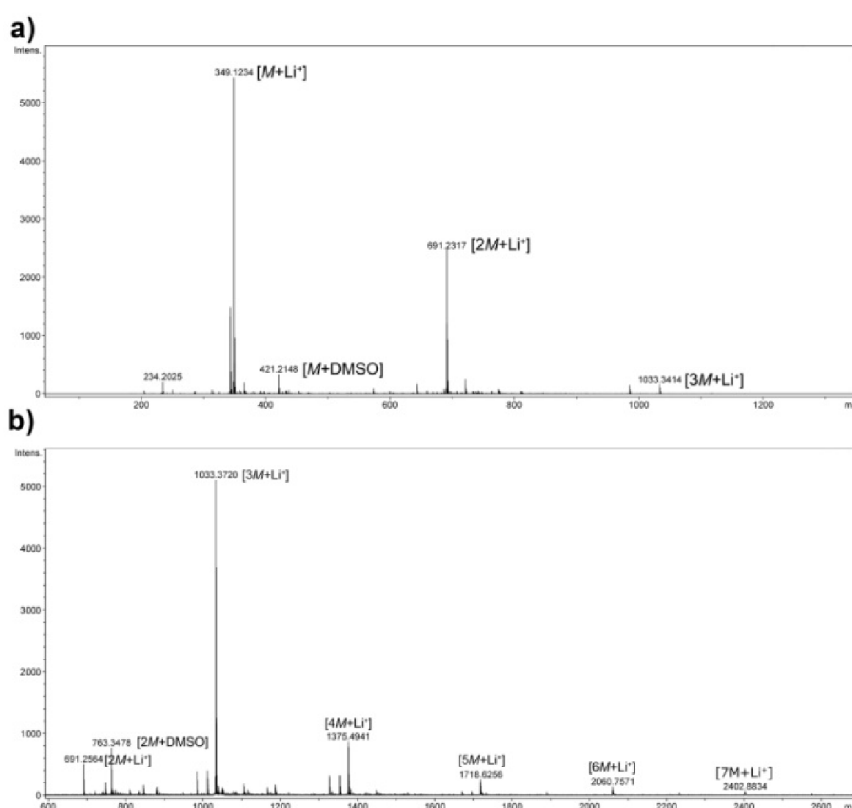 a)
Intens.
349.1234 [M+Li⁺]
5000
4000
3000
691.2317 [2M+Li⁺]
2000
1000
421.2148 [M+DMSO]
234.2025
1033.3414 [3M+Li⁺]
0
200 400 600 800 1000 1200 m
b)
Intens.
1033.3720 [3M+Li⁺]
5000
4000
3000
2000
[4M+Li⁺]
1375.4941
1000
763.3478 [2M+DMSO]
691.2564 [2M+Li⁺]
[5M+Li⁺]
1718.6256
[6M+Li⁺]
2060.7571
[7M+Li⁺]
2402.8834
0
600 800 1000 1200 1400 1600 1800 2000 2200 2400 2600 m